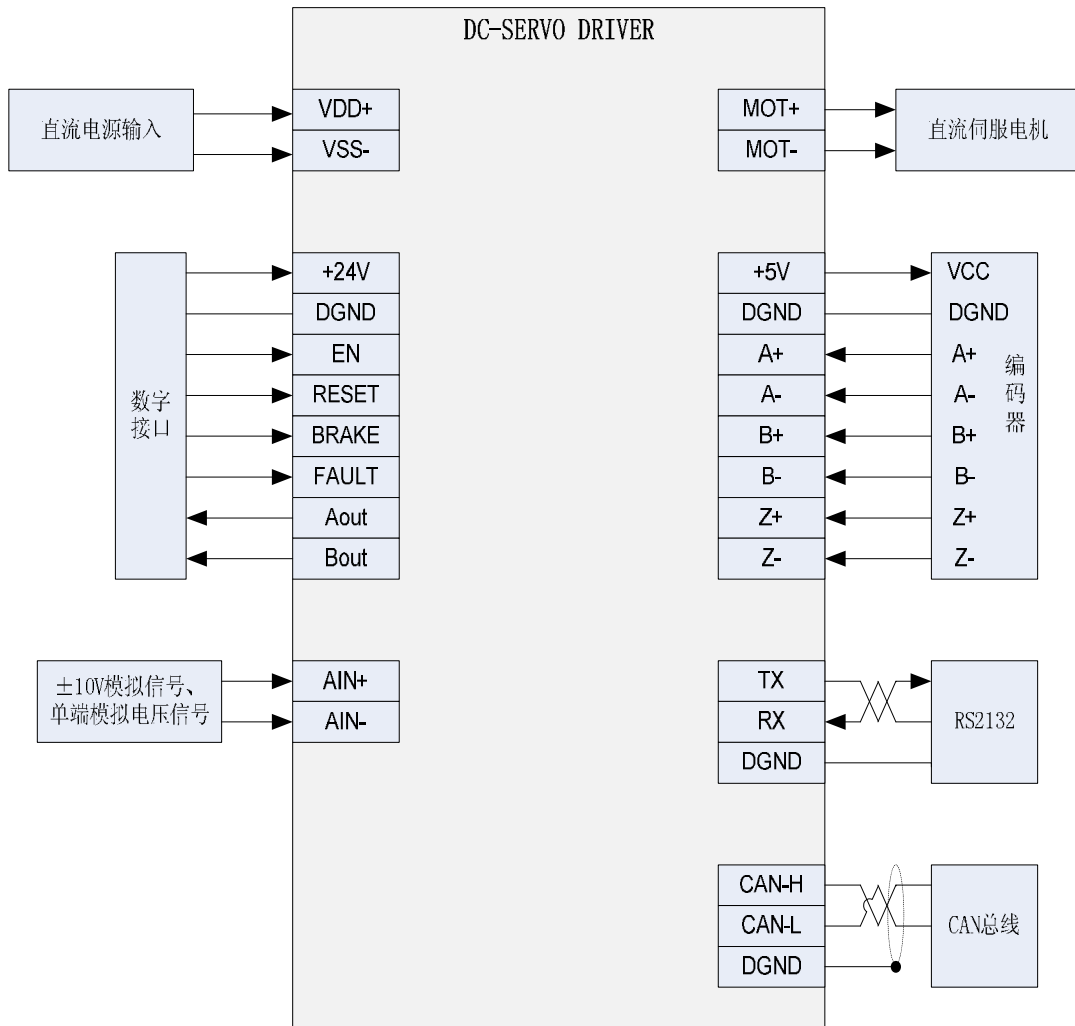 DC-SERVO DRIVER
直流电源输入
VDD+
VSS-
MOT+
MOT-
直流伺服电机
数字
接口
+24V
DGND
EN
RESET
BRAKE
FAULT
Aout
Bout
+5V
DGND
A+
A-
B+
B-
Z+
Z-
VCC
DGND
A+
A-
B+
B-
Z+
Z-
编
码
器
±10V模拟信号、
单端模拟电压信号
AIN+
AIN-
TX
RX
DGND
RS2132
CAN-H
CAN-L
DGND
CAN总线